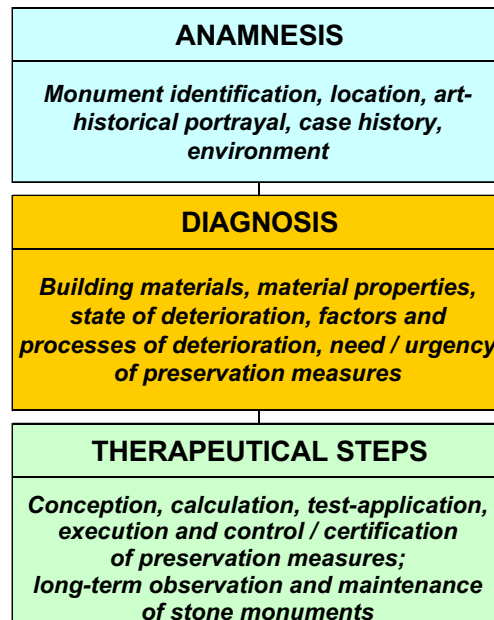 ANAMNESIS
Monument identification, location, art-
historical portrayal, case history,
environment
DIAGNOSIS
Building materials, material properties,
state of deterioration, factors and
processes of deterioration, need / urgency
of preservation measures
THERAPEUTICAL STEPS
Conception, calculation, test-application,
execution and control / certification
of preservation measures;
long-term observation and maintenance
of stone monuments